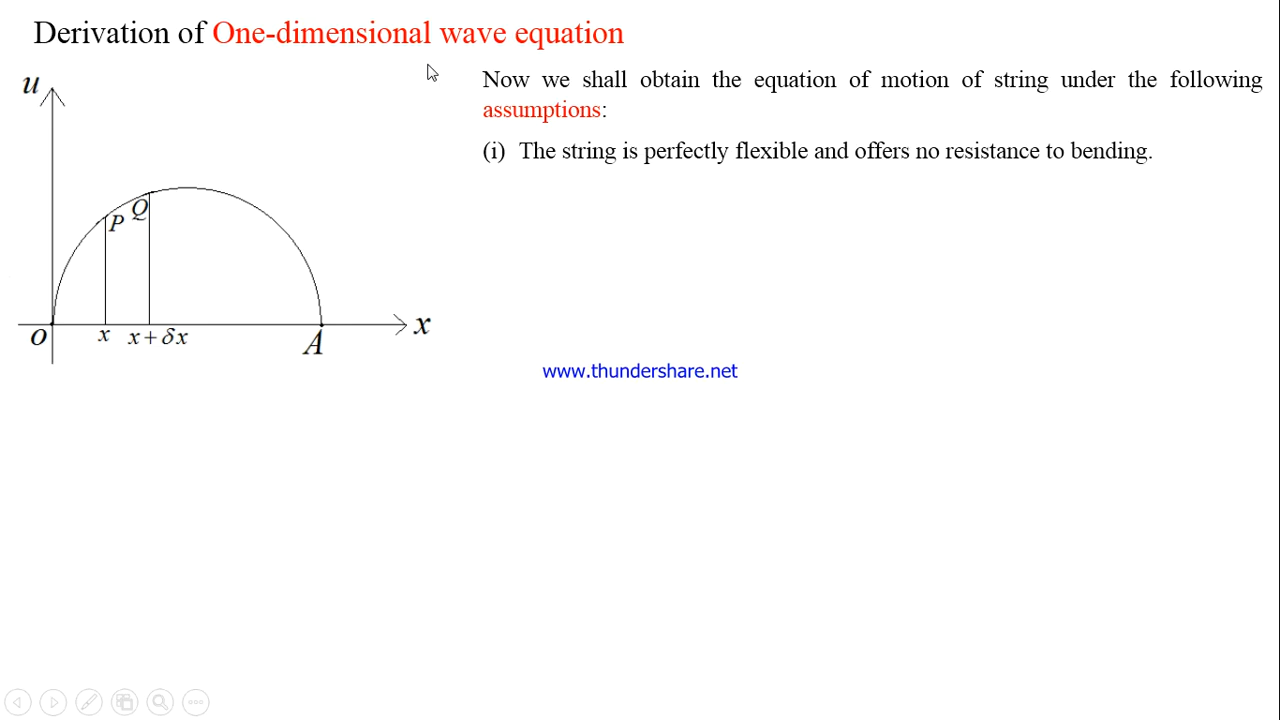 Derivation of One-dimensional wave equation
u
Now we shall obtain the equation of motion of string under the following
assumptions:
(i) The string is perfectly flexible and offers no resistance to bending.
P Q
O x x + δx A x
www.thundershare.net